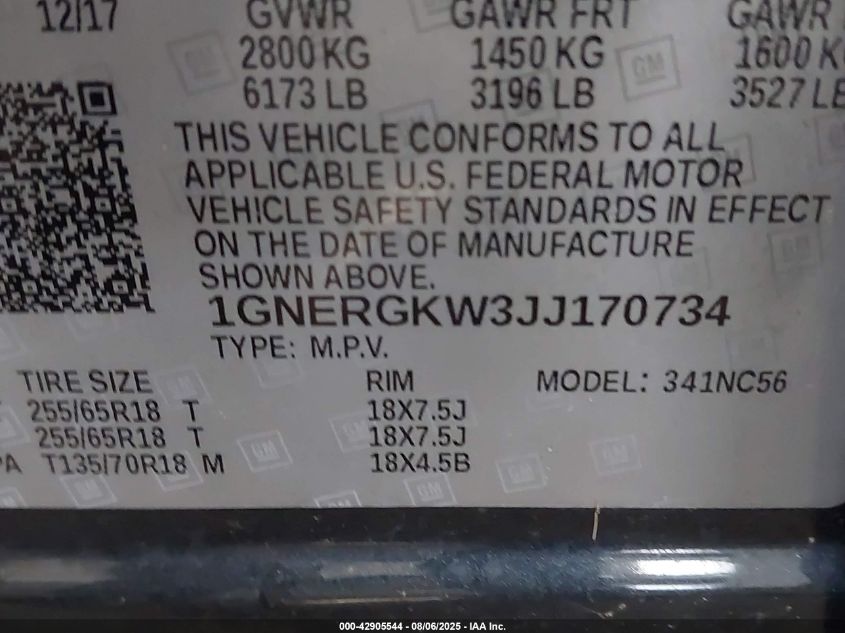 12/17 GVWR GAWR FRT GAWR
2800 KG 1450 KG 1600 K
6173 LB 3196 LB 3527 LB
THIS VEHICLE CONFORMS TO ALL
APPLICABLE U.S. FEDERAL MOTOR
VEHICLE SAFETY STANDARDS IN EFFECT
ON THE DATE OF MANUFACTURE
SHOWN ABOVE.
1GNERGKW3JJ170734
TYPE: M.P.V.
TIRE SIZE RIM MODEL: 341NC56
255/65R18 T 18X7.5J
255/65R18 T 18X7.5J
PA T135/70R18 M 18X4.5B
000-42905544 - 08/06/2025 - IAA Inc.